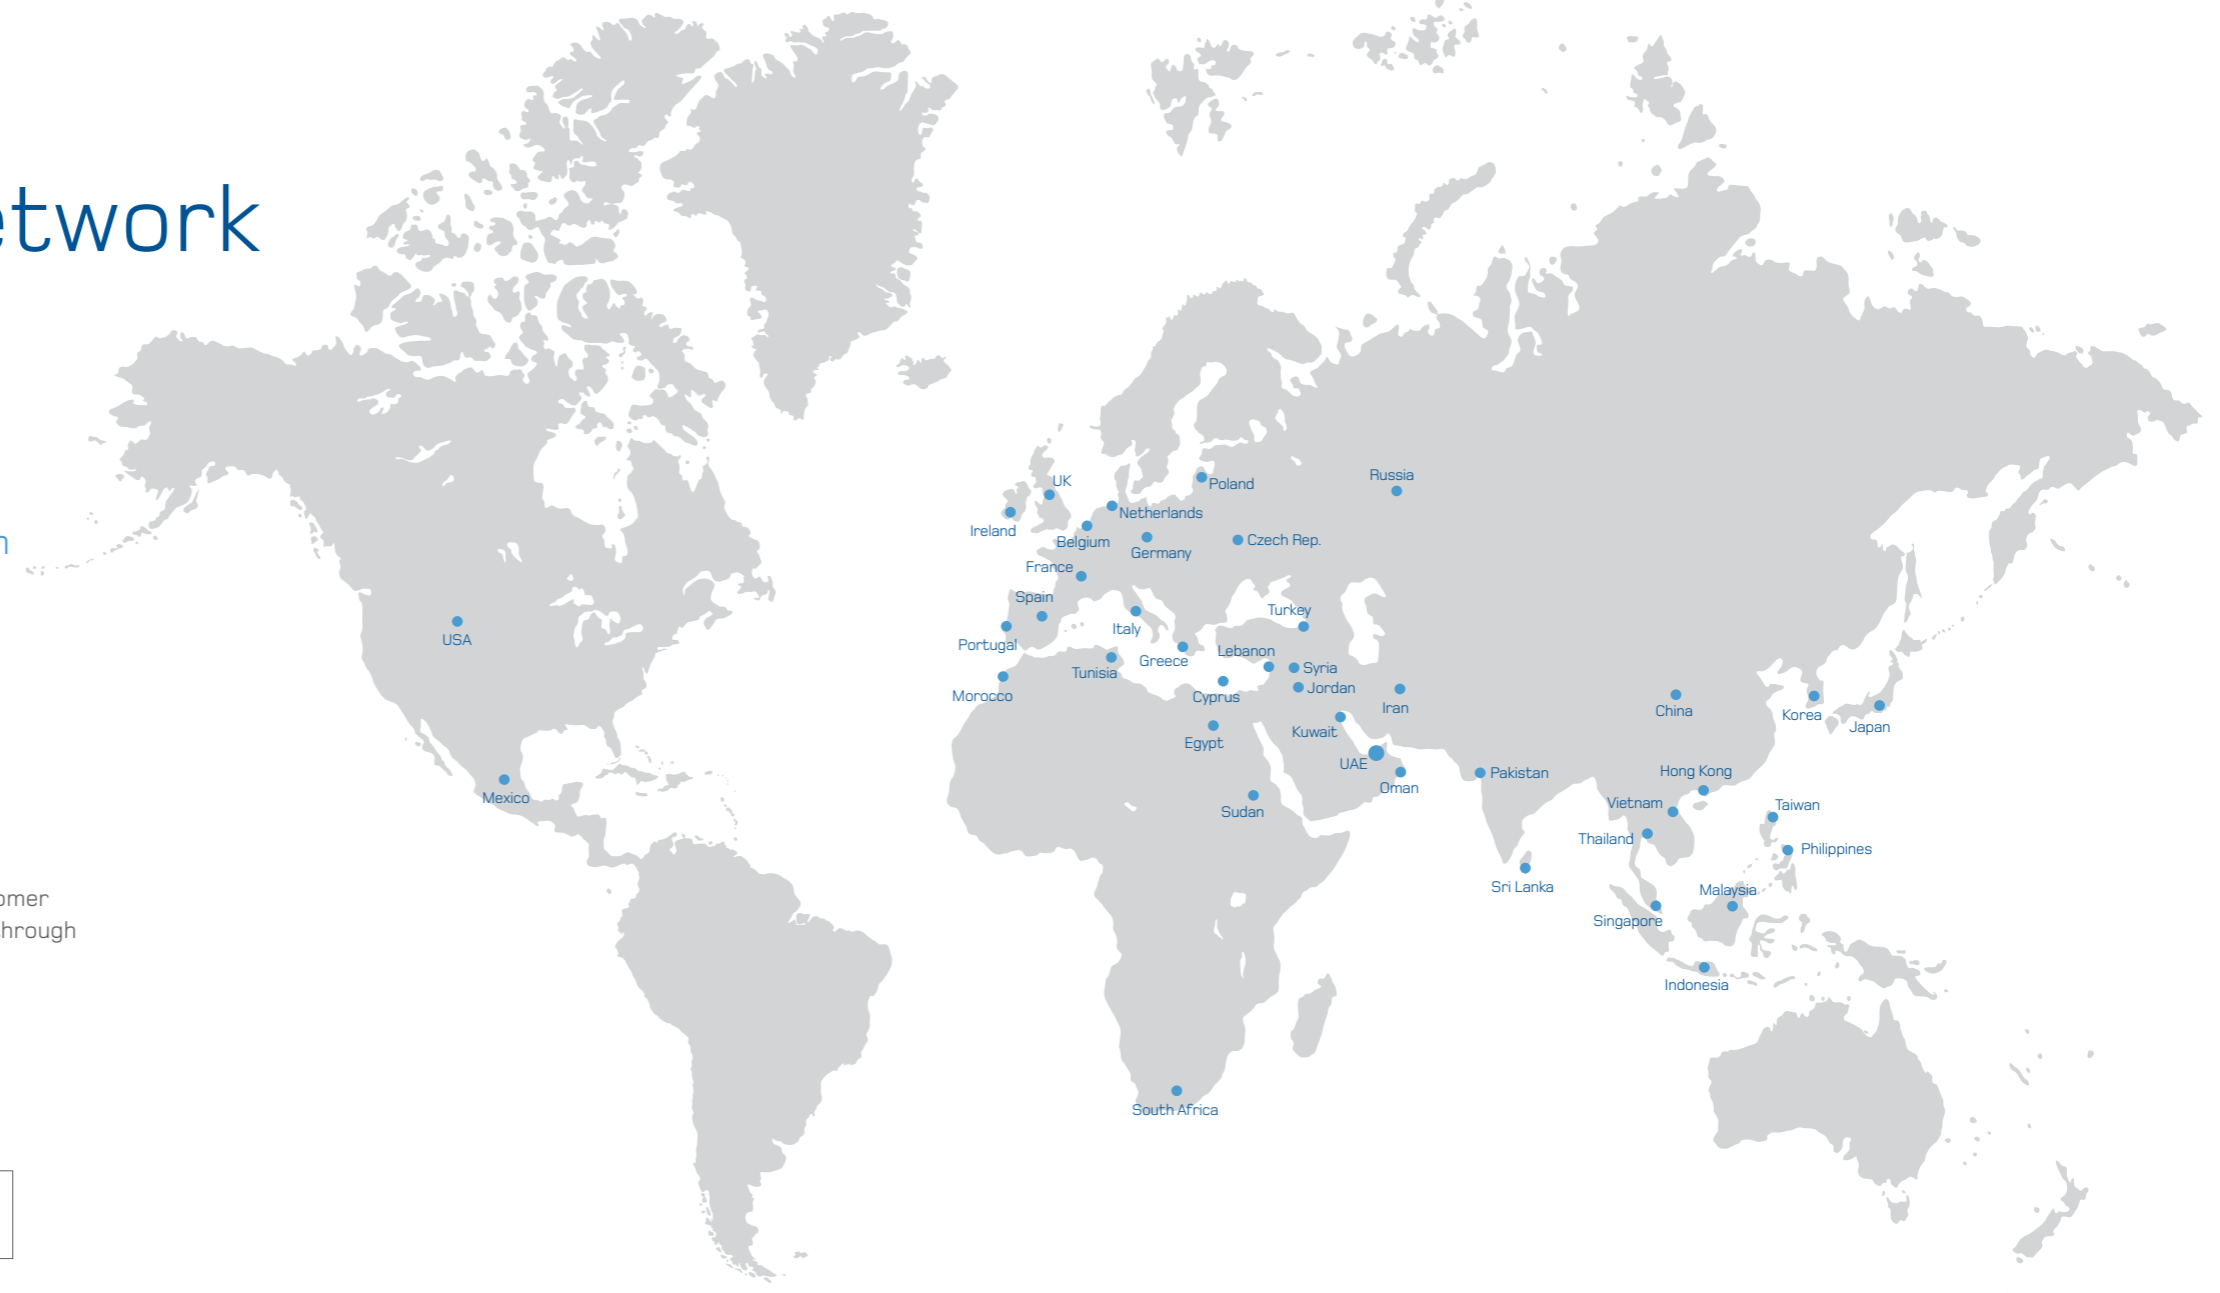 etwork
n
omer
through
UK
Poland
Russia
Netherlands
Ireland
Belgium
Germany
Czech Rep.
France
Spain
Turkey
USA
Italy
Portugal
Lebanon
Greece
Tunisia
Syria
Morocco
Cyprus
Jordan
Iran
China
Korea
Japan
Egypt
Kuwait
UAE
Pakistan
Hong Kong
Oman
Mexico
Sudan
Vietnam
Taiwan
Thailand
Philippines
Sri Lanka
Malaysia
Singapore
Indonesia
South Africa